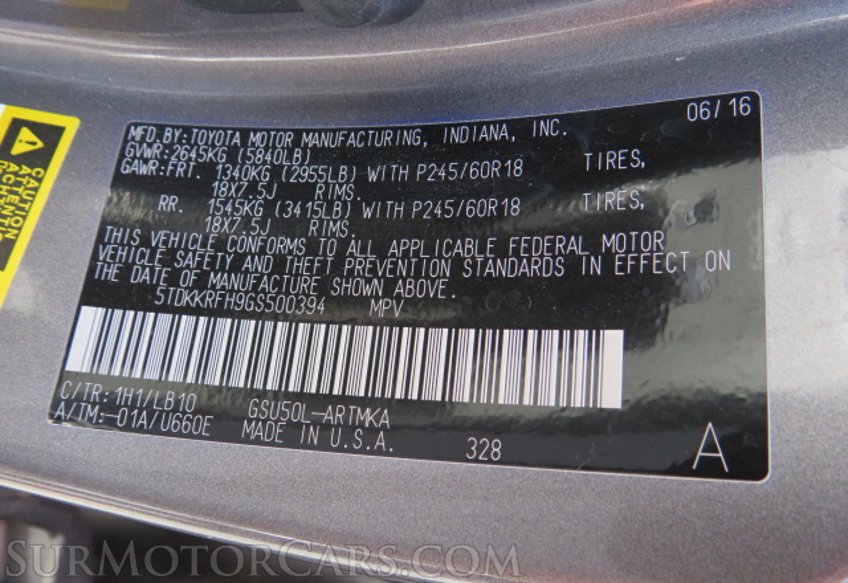 06/16
MFD.BY:TOYOTA MOTOR MANUFACTURING, INDIANA, INC.
GVWR:2645KG (5840LB)
GAWR:FRT. 1340KG (2955LB) WITH P245/60R18 TIRES,
18X7.5J RIMS.
RR. 1545KG (3415LB) WITH P245/60R18 TIRES,
18X7.5J RIMS.
THIS VEHICLE CONFORMS TO ALL APPLICABLE FEDERAL MOTOR
VEHICLE SAFETY AND THEFT PREVENTION STANDARDS IN EFFECT ON
THE DATE OF MANUFACTURE SHOWN ABOVE.
5TDKKRFH9GS500394 MPV
C/TR:1H1/LB10
A/TM:-01A/U660E
GSU50L-ARTMKA
MADE IN U.S.A.
328
A
CAUTION
ATTENTION
SurMotorCars.com